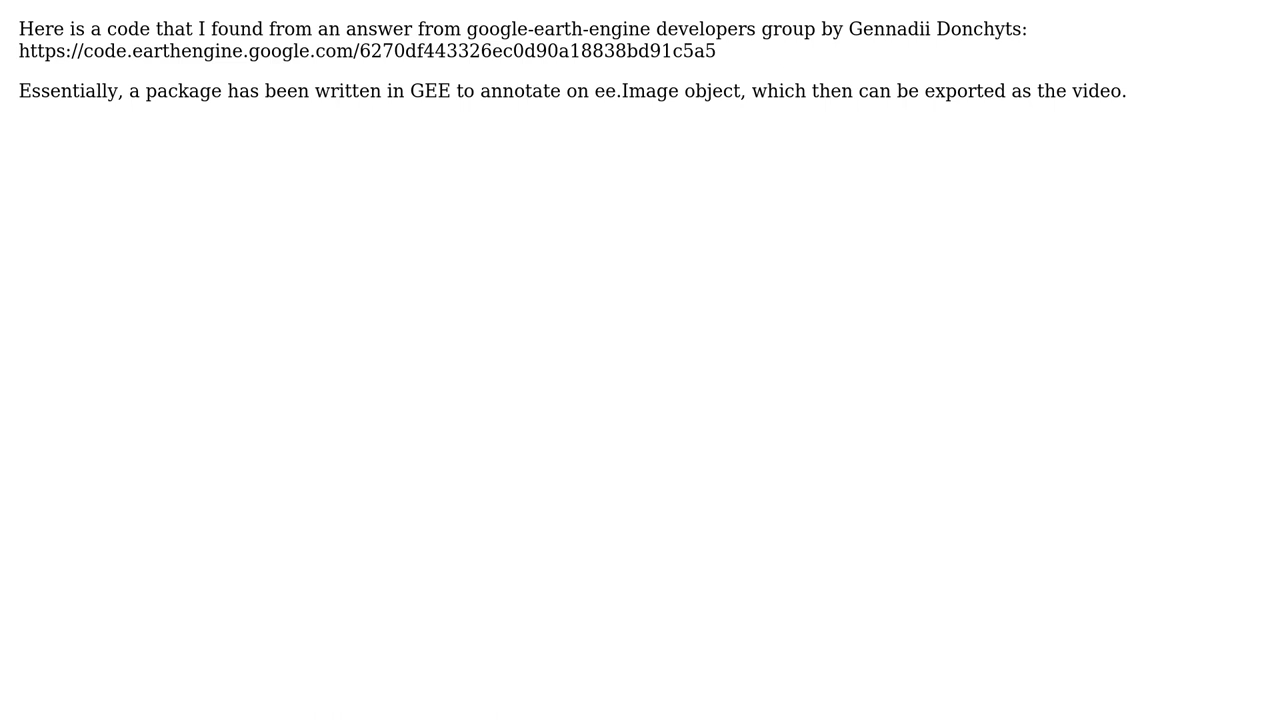 Here is a code that I found from an answer from google-earth-engine developers group by Gennadii Donchyts:
https://code.earthengine.google.com/6270df443326ec0d90a18838bd91c5a5
Essentially, a package has been written in GEE to annotate on ee.Image object, which then can be exported as the video.